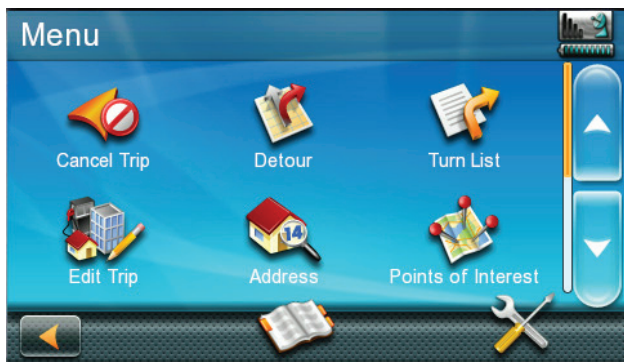 Menu
Cancel Trip
Detour
Turn List
Edit Trip
14
Address
Points of Interest